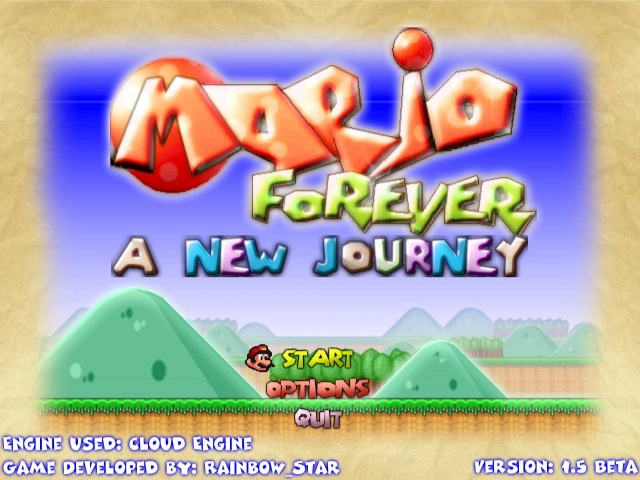 MARIO
FOREVER
A NEW JOURNEY
START
OPTIONS
QUIT
ENGINE USED: CLOUD ENGINE
GAME DEVELOPED BY: RAINBOW_STAR
VERSION: 1.5 BETA